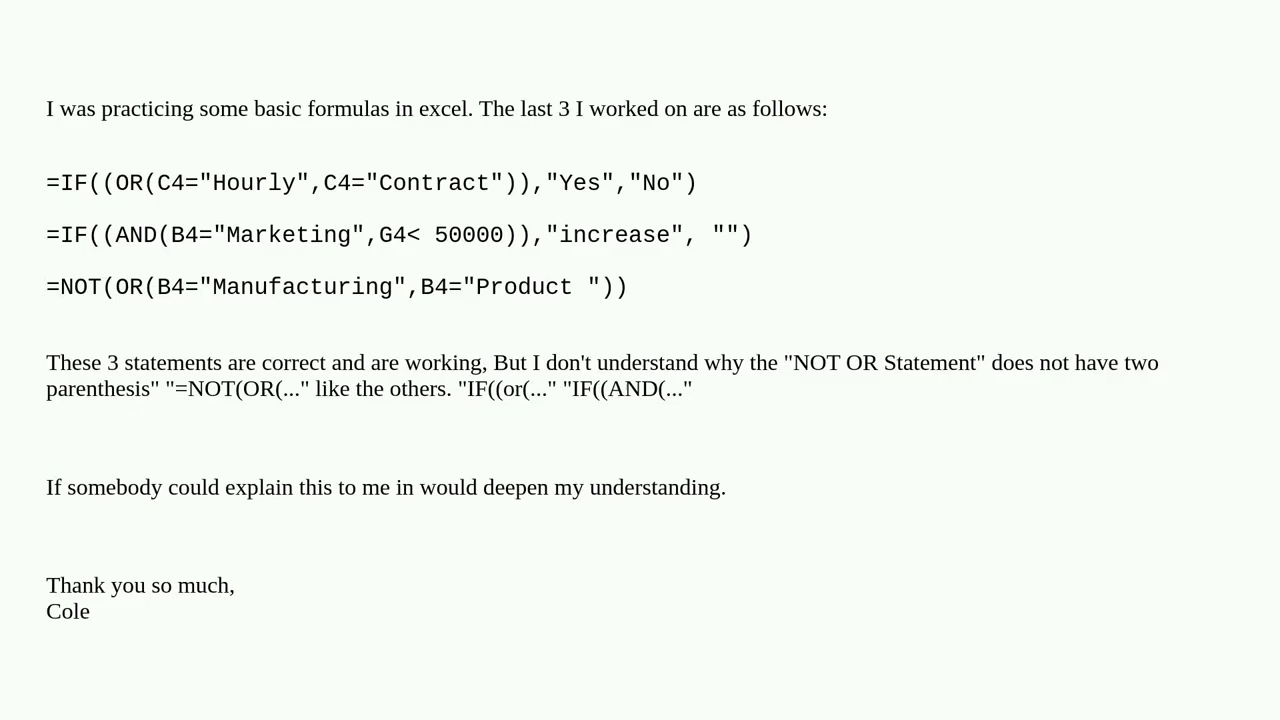 I was practicing some basic formulas in excel. The last 3 I worked on are as follows:
=IF((OR(C4="Hourly",C4="Contract")),"Yes","No")
=IF((AND(B4="Marketing",G4< 50000)),"increase", "")
=NOT(OR(B4="Manufacturing",B4="Product "))
These 3 statements are correct and are working, But I don't understand why the "NOT OR Statement" does not have two
parenthesis" "=NOT(OR(..." like the others. "IF((or(..." "IF((AND(..."
If somebody could explain this to me in would deepen my understanding.
Thank you so much,
Cole